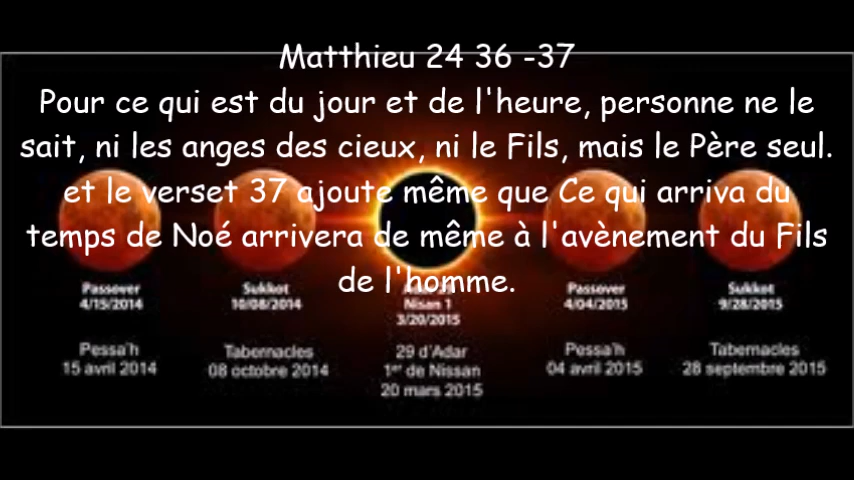 Matthieu 24 36 -37
Pour ce qui est du jour et de l'heure, personne ne le
sait, ni les anges des cieux, ni le Fils, mais le Père seul.
et le verset 37 ajoute même que Ce qui arriva du
temps de Noé arrivera de même à l'avènement du Fils
de l'homme.
Passover Sukkot Adar 29 Passover Sukkot
4/15/2014 10/08/2014 Nisan 1 4/04/2015 9/28/2015
3/20/2015
Pessa'h Tabernacles 29 d'Adar Pessa'h Tabernacles
15 avril 2014 08 octobre 2014 1er de Nissan 04 avril 2015 28 septembre 2015
20 mars 2015